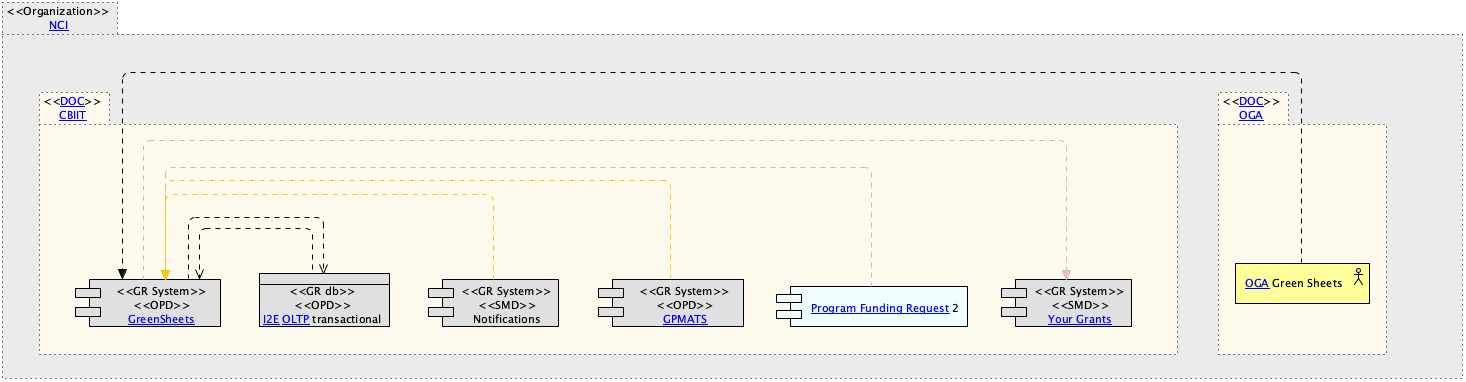 <<Organization>>
NCI
<<DOC>>
CBIIT
<<DOC>>
OGA
<<GR System>>
<<OPD>>
GreenSheets
<<GR db>>
<<OPD>>
I2E OLTP transactional
<<GR System>>
<<SMD>>
Notifications
<<GR System>>
<<OPD>>
GPMATS
Program Funding Request 2
<<GR System>>
<<SMD>>
Your Grants
OGA Green Sheets